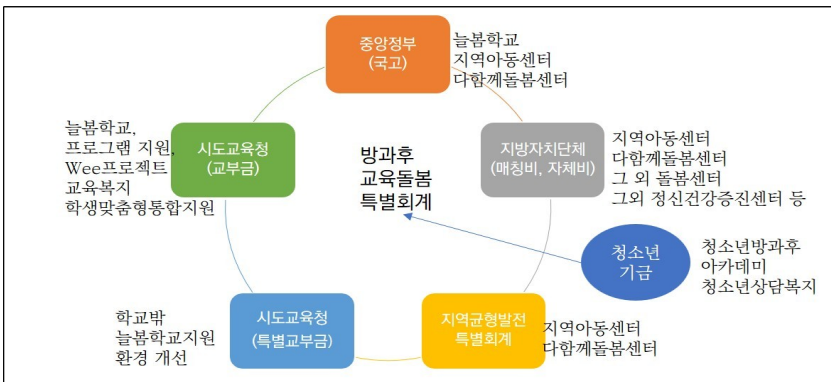 중앙정부
(국고)
늘봄학교
지역아동센터
다함께돌봄센터
늘봄학교,
프로그램 지원,
Wee프로젝트
교육복지
학생맞춤형통합지원
시도교육청
(교부금)
방과후
교육돌봄
특별회계
지방자치단체
(매칭비, 자체비)
지역아동센터
다함께돌봄센터
그 외 돌봄센터
그외 정신건강증진센터 등
청소년
기금
청소년방과후
아카데미
청소년상담복지
학교밖
늘봄학교지원
환경 개선
시도교육청
(특별교부금)
지역균형발전
특별회계
지역아동센터
다함께돌봄센터